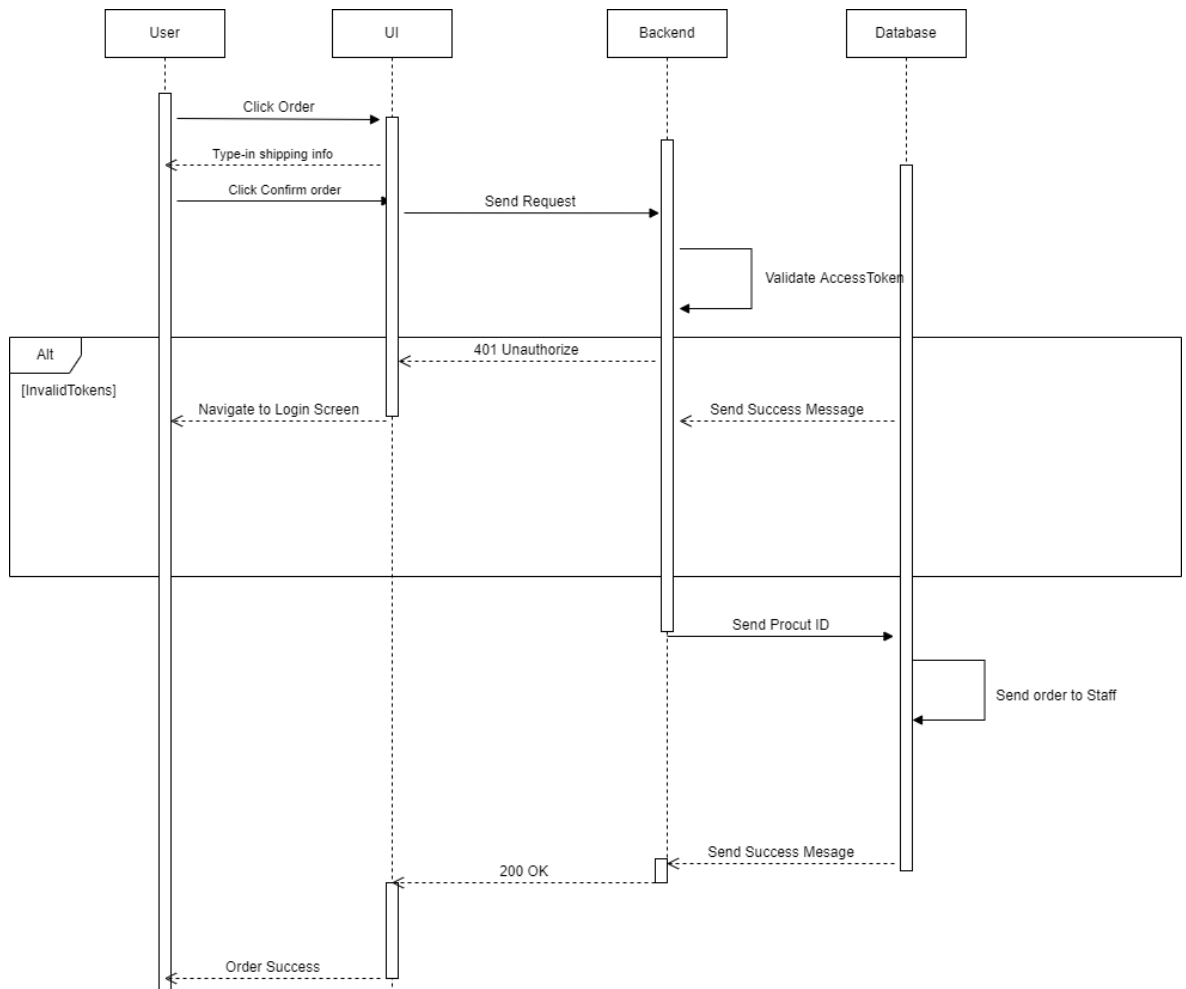 User
UI
Backend
Database
Click Order
Type-in shipping info
Click Confirm order
Send Request
Validate AccessToken
Alt
401 Unauthorize
[InvalidTokens]
Navigate to Login Screen
Send Success Message
Send Procut ID
Send order to Staff
Send Success Mesage
200 OK
Order Success